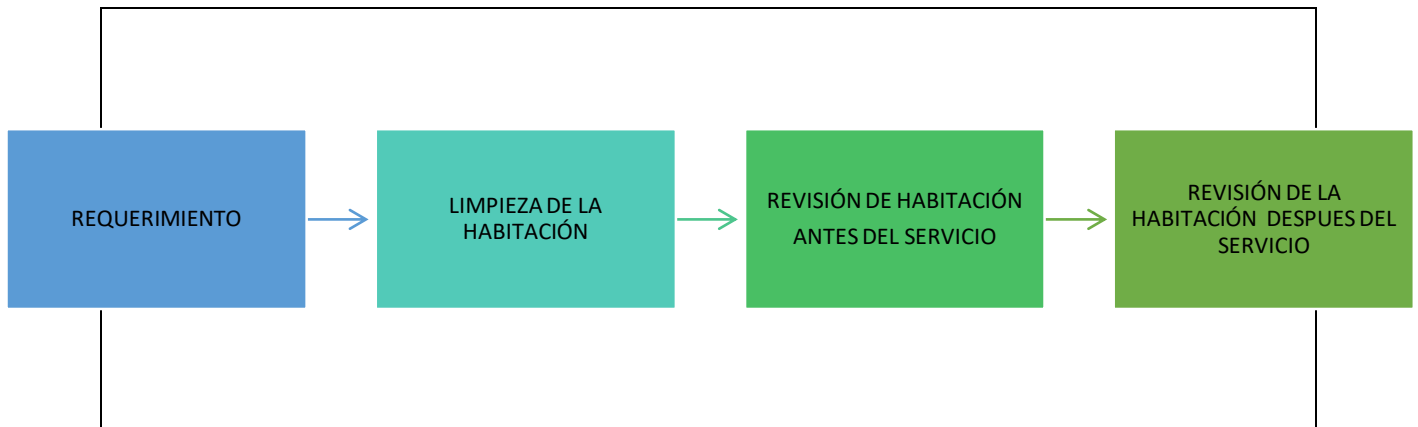 REQUERIMIENTO
LIMPIEZA DE LA
HABITACIÓN
REVISIÓN DE HABITACIÓN
ANTES DEL SERVICIO
REVISIÓN DE LA
HABITACIÓN DESPUES DEL
SERVICIO